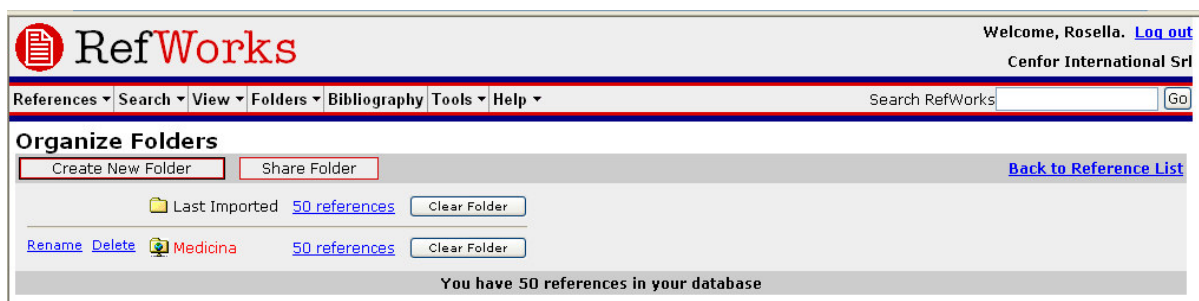 RefWorks
Welcome, Rosella. Log out
Cenfor International Srl
References Search View Folders Bibliography Tools Help Search RefWorks Go
Organize Folders
Create New Folder Share Folder Back to Reference List
Last Imported 50 references Clear Folder
Rename Delete Medicina 50 references Clear Folder
You have 50 references in your database